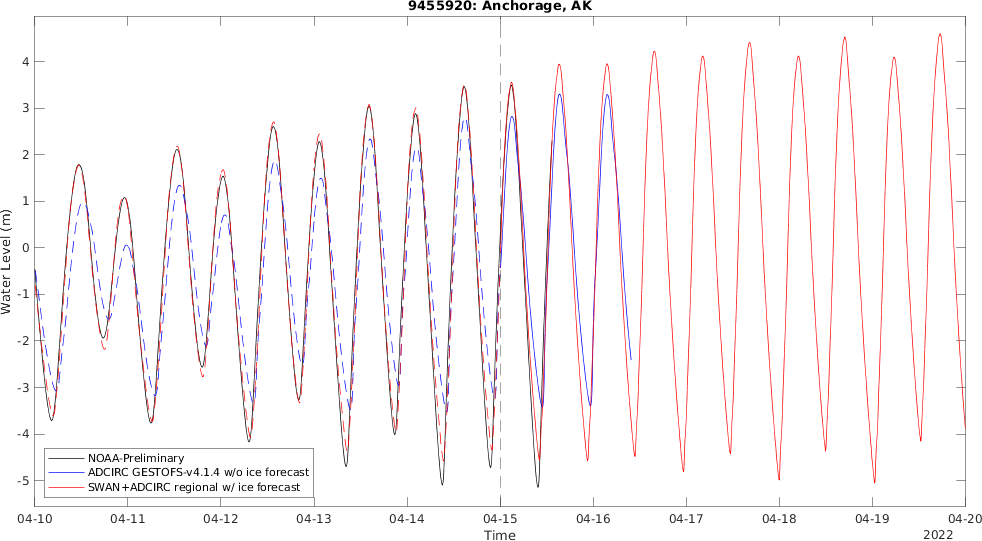 9455920: Anchorage, AK
Water Level (m)
4
3
2
1
0
-1
-2
-3
-4
-5
NOAA-Preliminary
ADCIRC GESTOFS-v4.1.4 w/o ice forecast
SWAN+ADCIRC regional w/ ice forecast
04-10 04-11 04-12 04-13 04-14 04-15 04-16 04-17 04-18 04-19 04-20
Time
2022